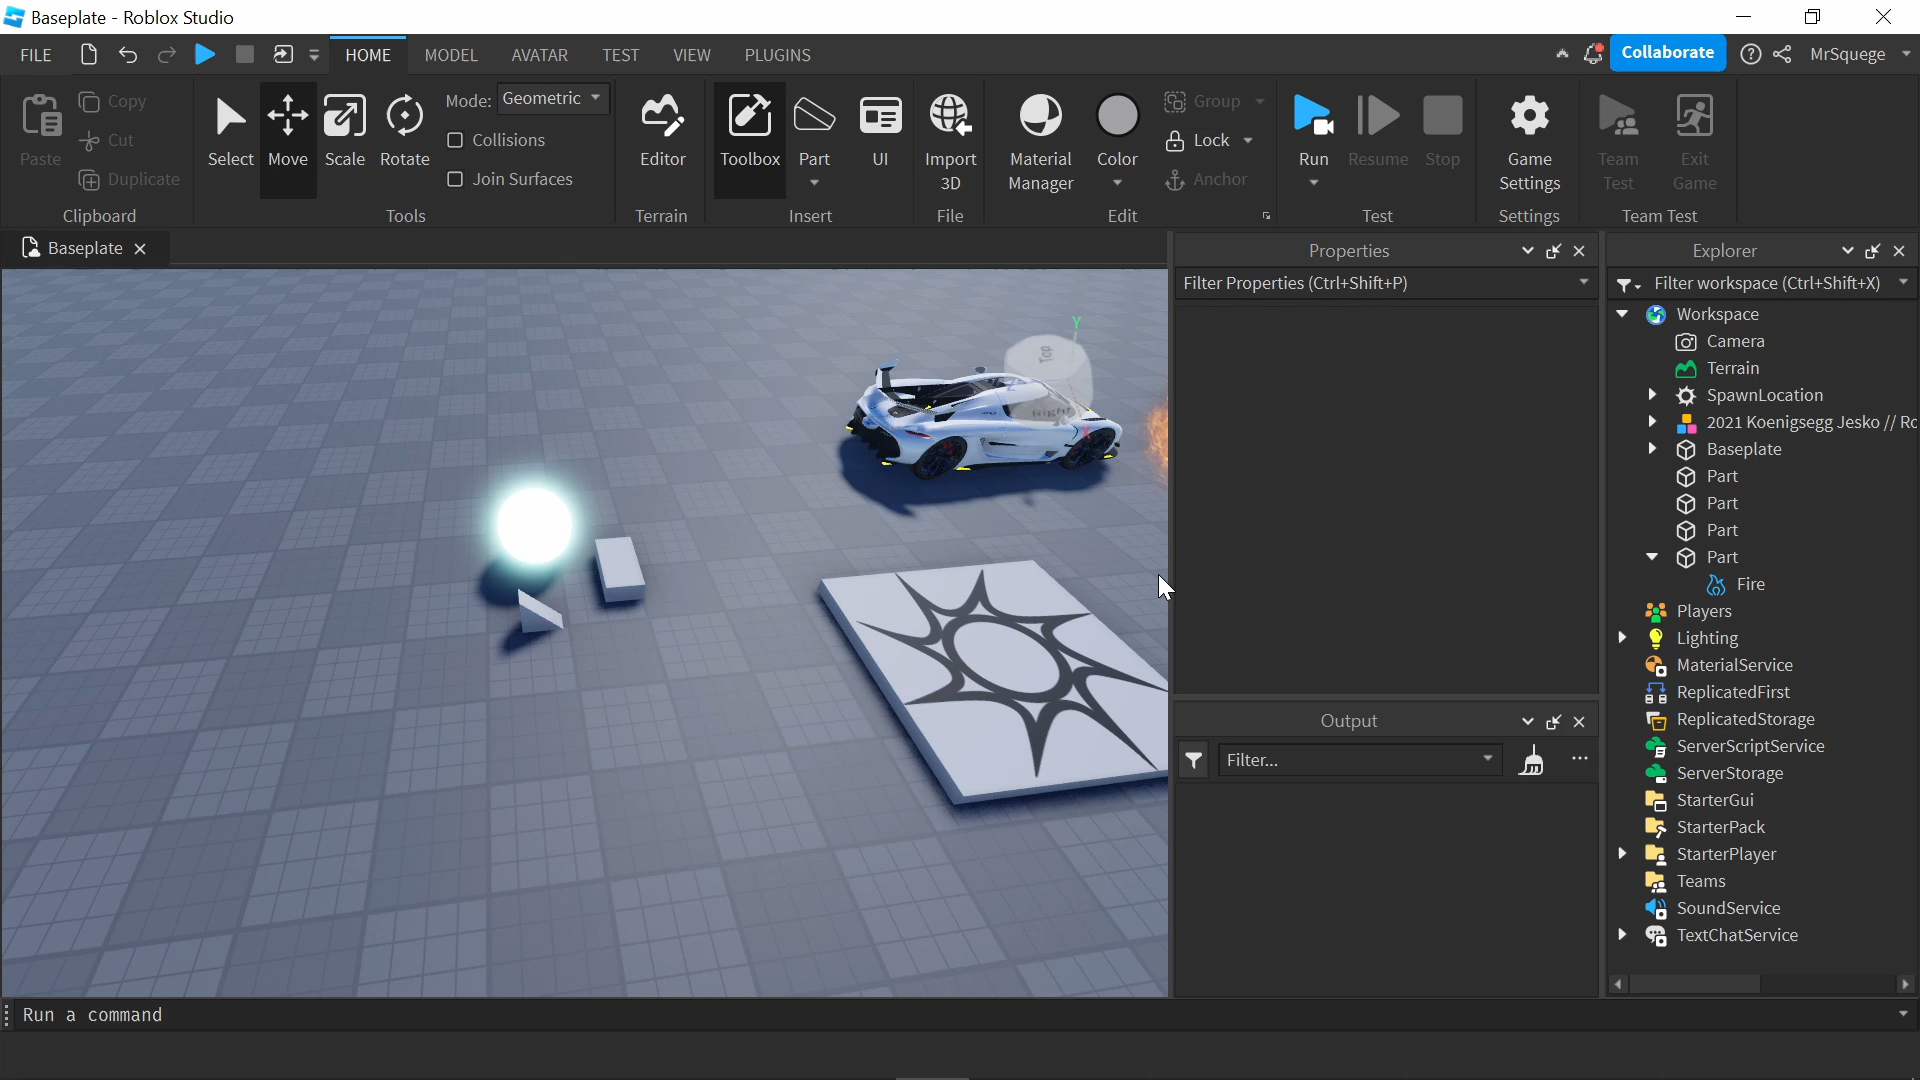 Baseplate - Roblox Studio
FILE HOME MODEL AVATAR TEST VIEW PLUGINS Collaborate MrSquege
Paste Copy Cut Duplicate Clipboard
Select Move Scale Rotate Mode: Geometric Collisions Join Surfaces Tools
Editor Terrain
Toolbox Part UI Insert
Import 3D File
Material Manager Color Group Lock Anchor Edit
Run Resume Stop Test
Game Settings Settings
Team Test Exit Game Team Test
Baseplate
Y
Top
Right
Z
X
Properties
Filter Properties (Ctrl+Shift+P)
Output
Filter...
Explorer
Filter workspace (Ctrl+Shift+X)
Workspace
Camera
Terrain
SpawnLocation
2021 Koenigsegg Jesko // Ro
Baseplate
Part
Part
Part
Part
Fire
Players
Lighting
MaterialService
ReplicatedFirst
ReplicatedStorage
ServerScriptService
ServerStorage
StarterGui
StarterPack
StarterPlayer
Teams
SoundService
TextChatService
Run a command